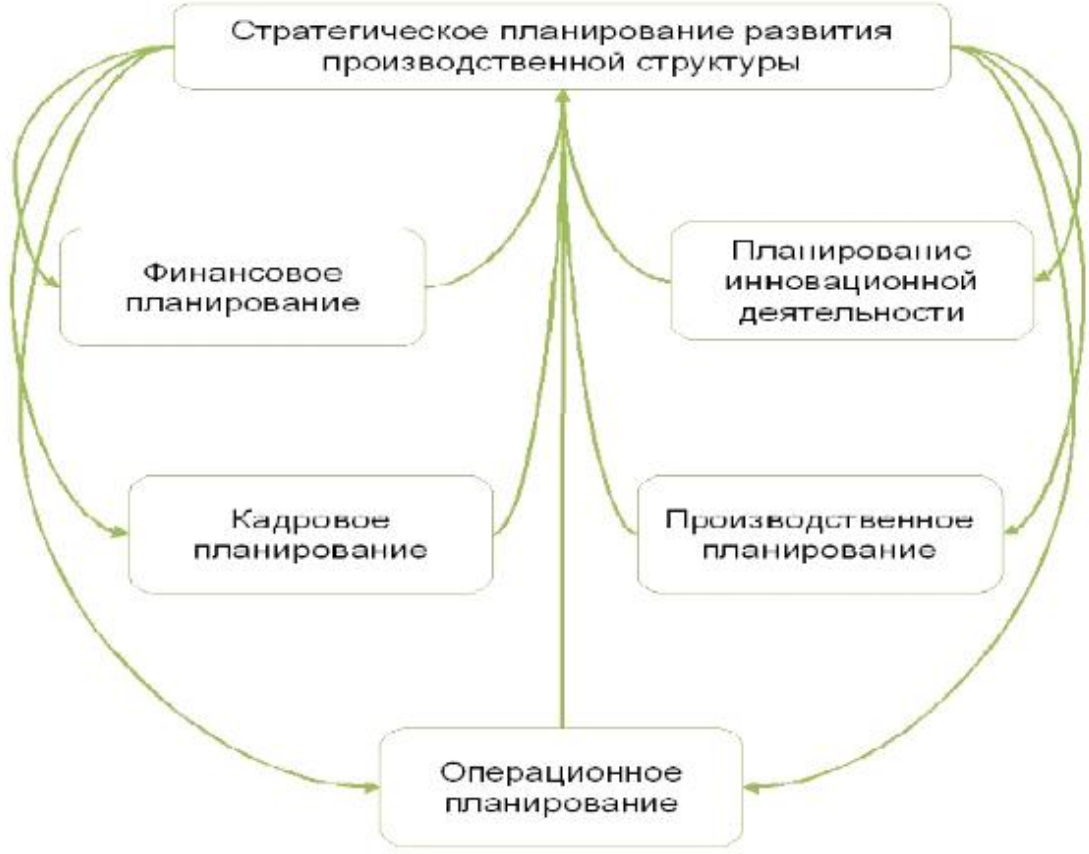 Стратегическое планирование развития
производственной структуры
Финансовое
планирование
Планирование
инновационной
деятельности
Кадровое
планирование
Производственное
планирование
Операционное
планирование